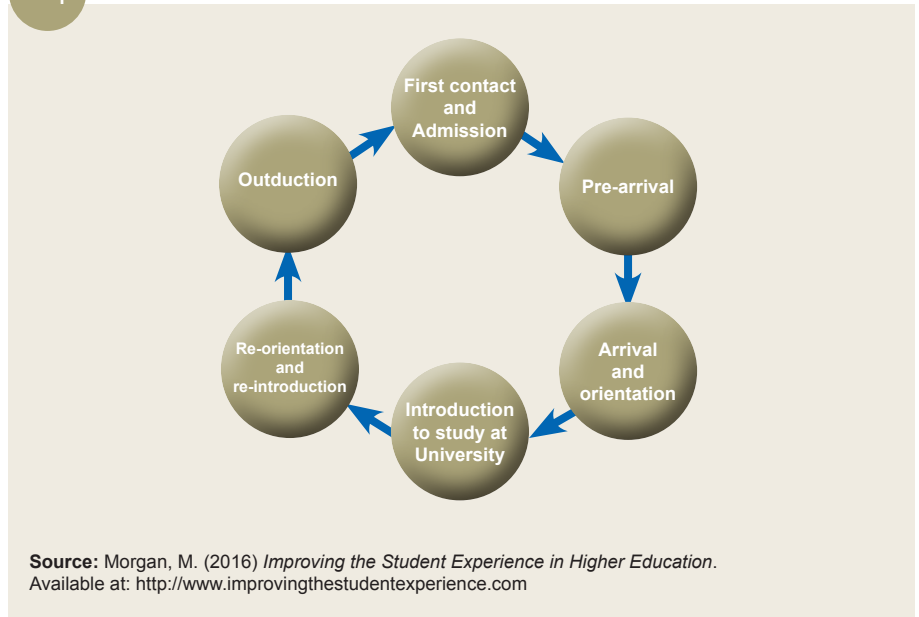 First contact
and
Admission
Pre-arrival
Arrival
and
orientation
Introduction
to study at
University
Re-orientation
and
re-introduction
Outduction
Source: Morgan, M. (2016) Improving the Student Experience in Higher Education.
Available at: http://www.improvingthestudentexperience.com